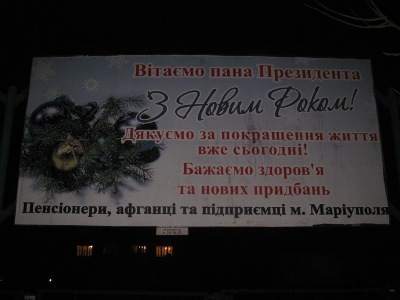 Вітаємо пана Президента
З Новим Роком!
Дякуємо за покращення життя
вже сьогодні!
Бажаємо здоров'я
та нових придбань
Пенсіонери, афганці та підприємці м. Маріуполя